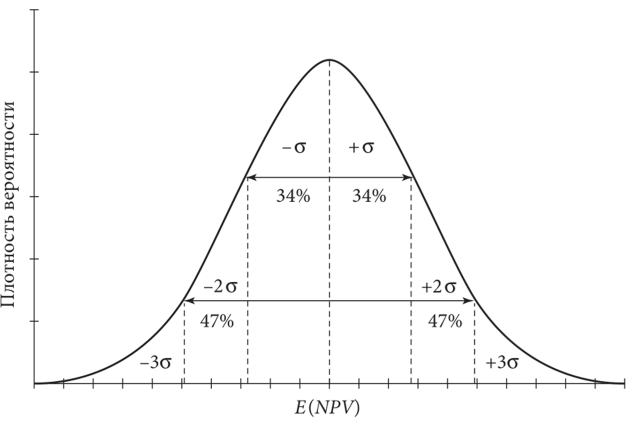 Плотность вероятности
–σ +σ
34% 34%
–2σ +2σ
47% 47%
–3σ +3σ
E(NPV)